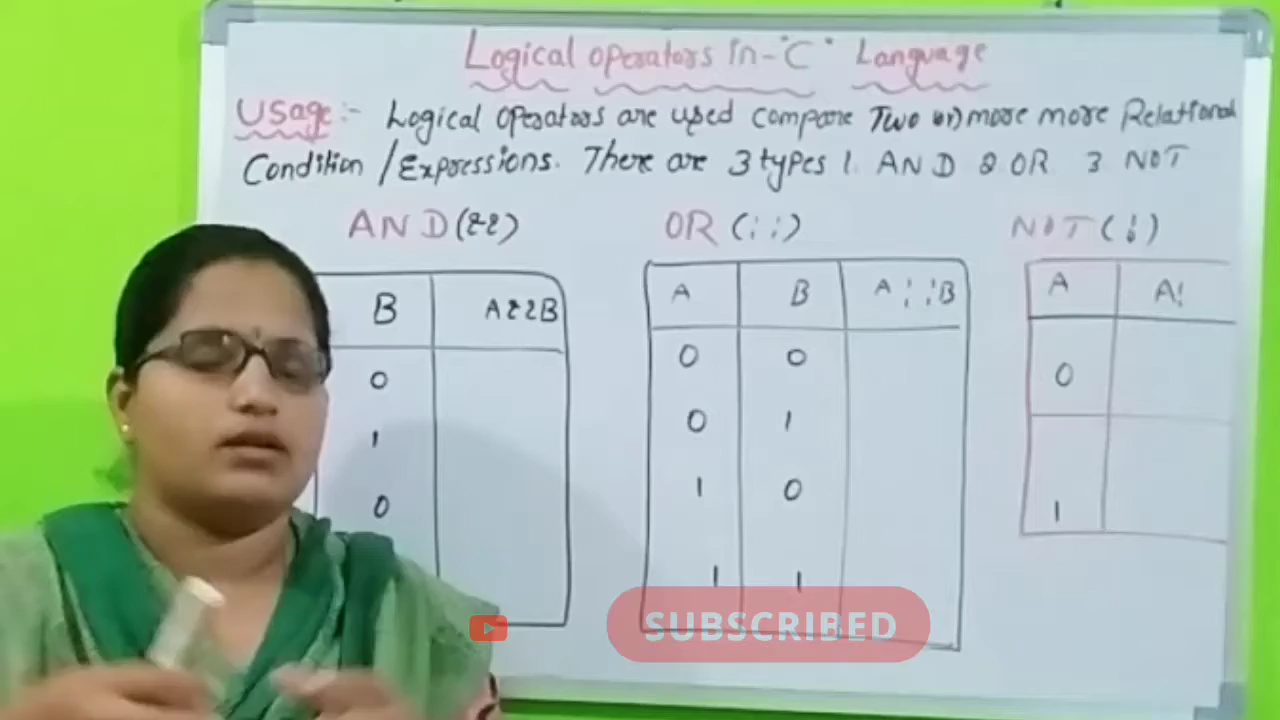 Logical operators in-"C" Language
Usage:- Logical operators are used compare Two or) more more Relational
Condition /Expressions. There are 3 types 1. AND 2 OR 3 NOT
AND (&&) OR (¦¦) NOT (!)
B A&&B
0
1
0
A B A¦¦B
0 0
0 1
1 0
1 1
A A!
0
1
SUBSCRIBED